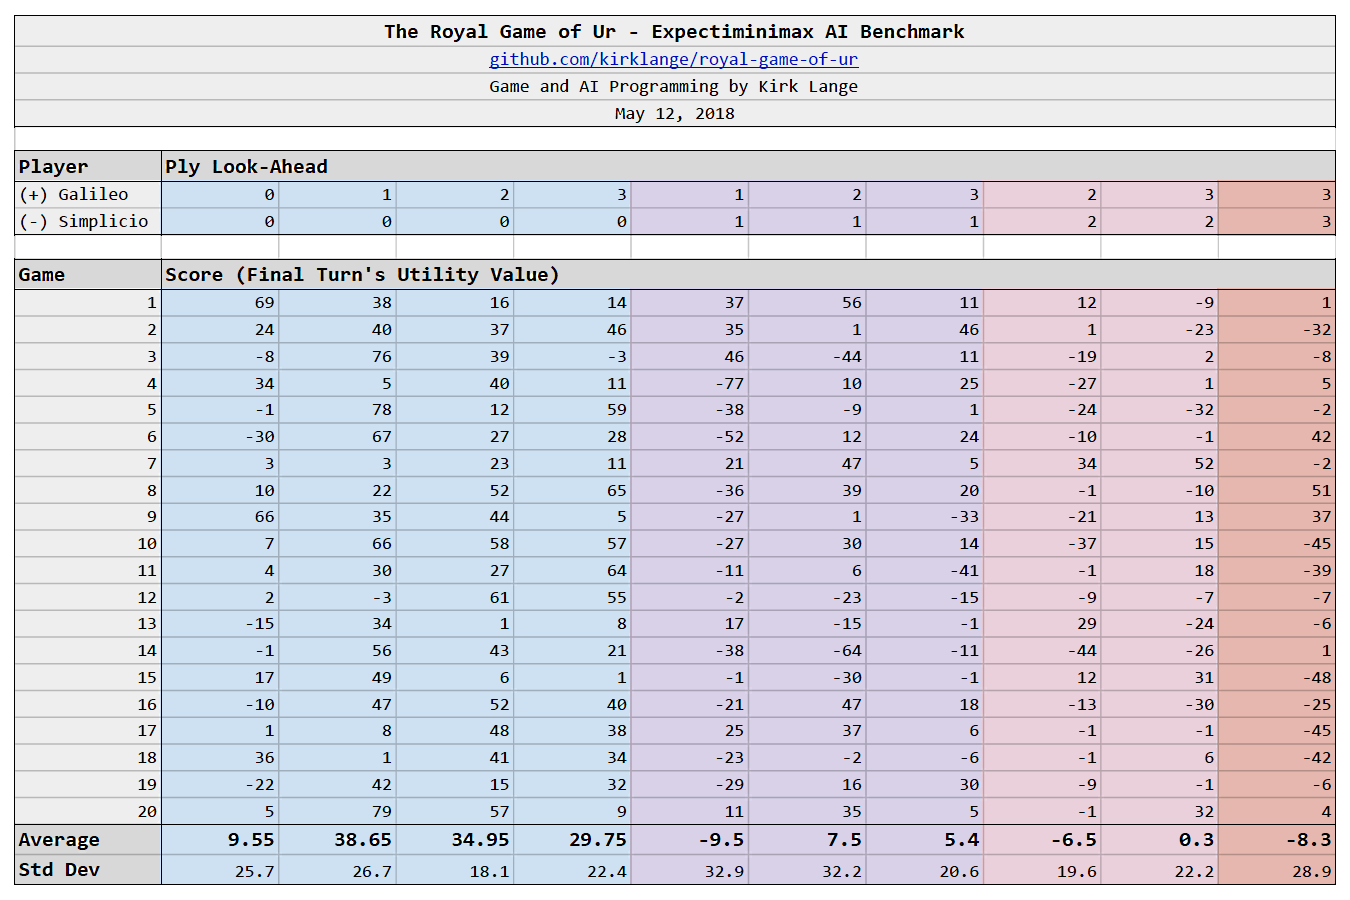 The Royal Game of Ur - Expectiminimax AI Benchmark
github.com/kirklange/royal-game-of-ur
Game and AI Programming by Kirk Lange
May 12, 2018
Player Ply Look-Ahead
(+) Galileo 0 1 2 3 1 2 3 2 3 3
(-) Simplicio 0 0 0 0 1 1 1 2 2 3
Game Score (Final Turn's Utility Value)
1 69 38 16 14 37 56 11 12 -9 1
2 24 40 37 46 35 1 46 1 -23 -32
3 -8 76 39 -3 46 -44 11 -19 2 -8
4 34 5 40 11 -77 10 25 -27 1 5
5 -1 78 12 59 -38 -9 1 -24 -32 -2
6 -30 67 27 28 -52 12 24 -10 -1 42
7 3 3 23 11 21 47 5 34 52 -2
8 10 22 52 65 -36 39 20 -1 -10 51
9 66 35 44 5 -27 1 -33 -21 13 37
10 7 66 58 57 -27 30 14 -37 15 -45
11 4 30 27 64 -11 6 -41 -1 18 -39
12 2 -3 61 55 -2 -23 -15 -9 -7 -7
13 -15 34 1 8 17 -15 -1 29 -24 -6
14 -1 56 43 21 -38 -64 -11 -44 -26 1
15 17 49 6 1 -1 -30 -1 12 31 -48
16 -10 47 52 40 -21 47 18 -13 -30 -25
17 1 8 48 38 25 37 6 -1 -1 -45
18 36 1 41 34 -23 -2 -6 -1 6 -42
19 -22 42 15 32 -29 16 30 -9 -1 -6
20 5 79 57 9 11 35 5 -1 32 4
Average 9.55 38.65 34.95 29.75 -9.5 7.5 5.4 -6.5 0.3 -8.3
Std Dev 25.7 26.7 18.1 22.4 32.9 32.2 20.6 19.6 22.2 28.9